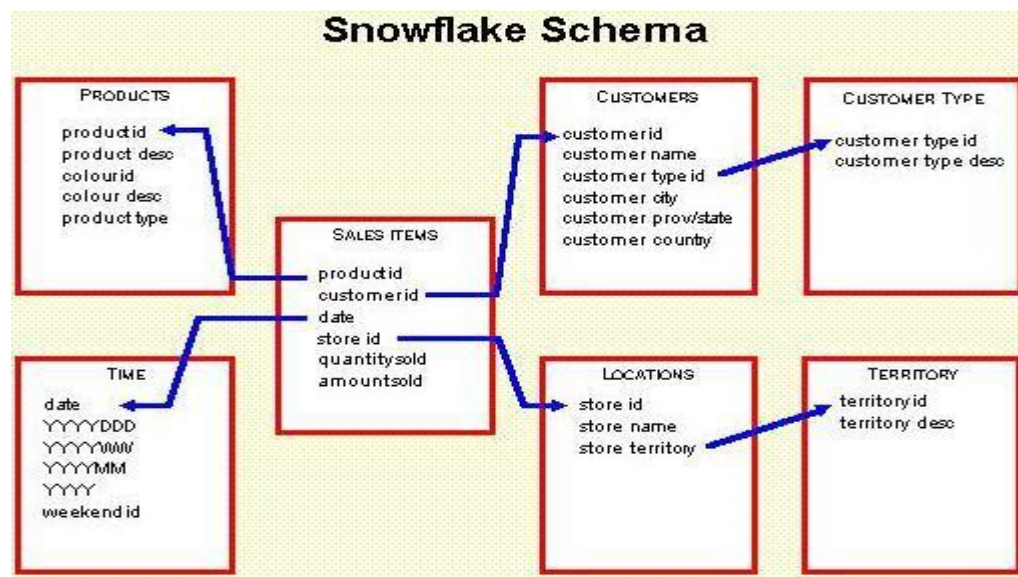 Snowflake Schema
PRODUCTS
productid
product desc
colourid
colour desc
product type
CUSTOMERS
customerid
customer name
customer type id
customer city
customer prov/state
customer country
CUSTOMER TYPE
customer type id
customer type desc
SALES ITEMS
productid
customerid
date
store id
quantitysold
amountsold
TIME
date
YYYYDDD
YYYYWW
YYYYMM
YYYY
weekend id
LOCATIONS
store id
store name
store territory
TERRITORY
territoryid
territory desc